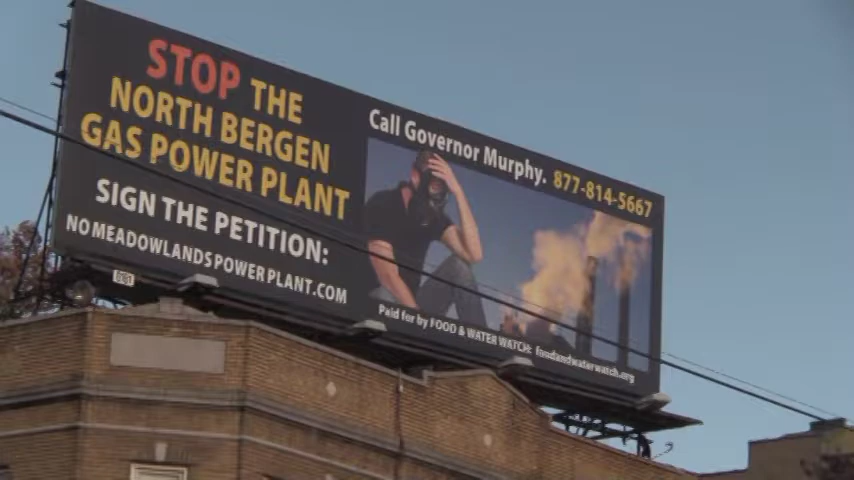 STOP THE
NORTH BERGEN
GAS POWER PLANT
SIGN THE PETITION:
NOMEADOWLANDSPOWERPLANT.COM
Call Governor Murphy. 877-814-5667
Paid for by FOOD & WATER WATCH: foodandwaterwatch.org